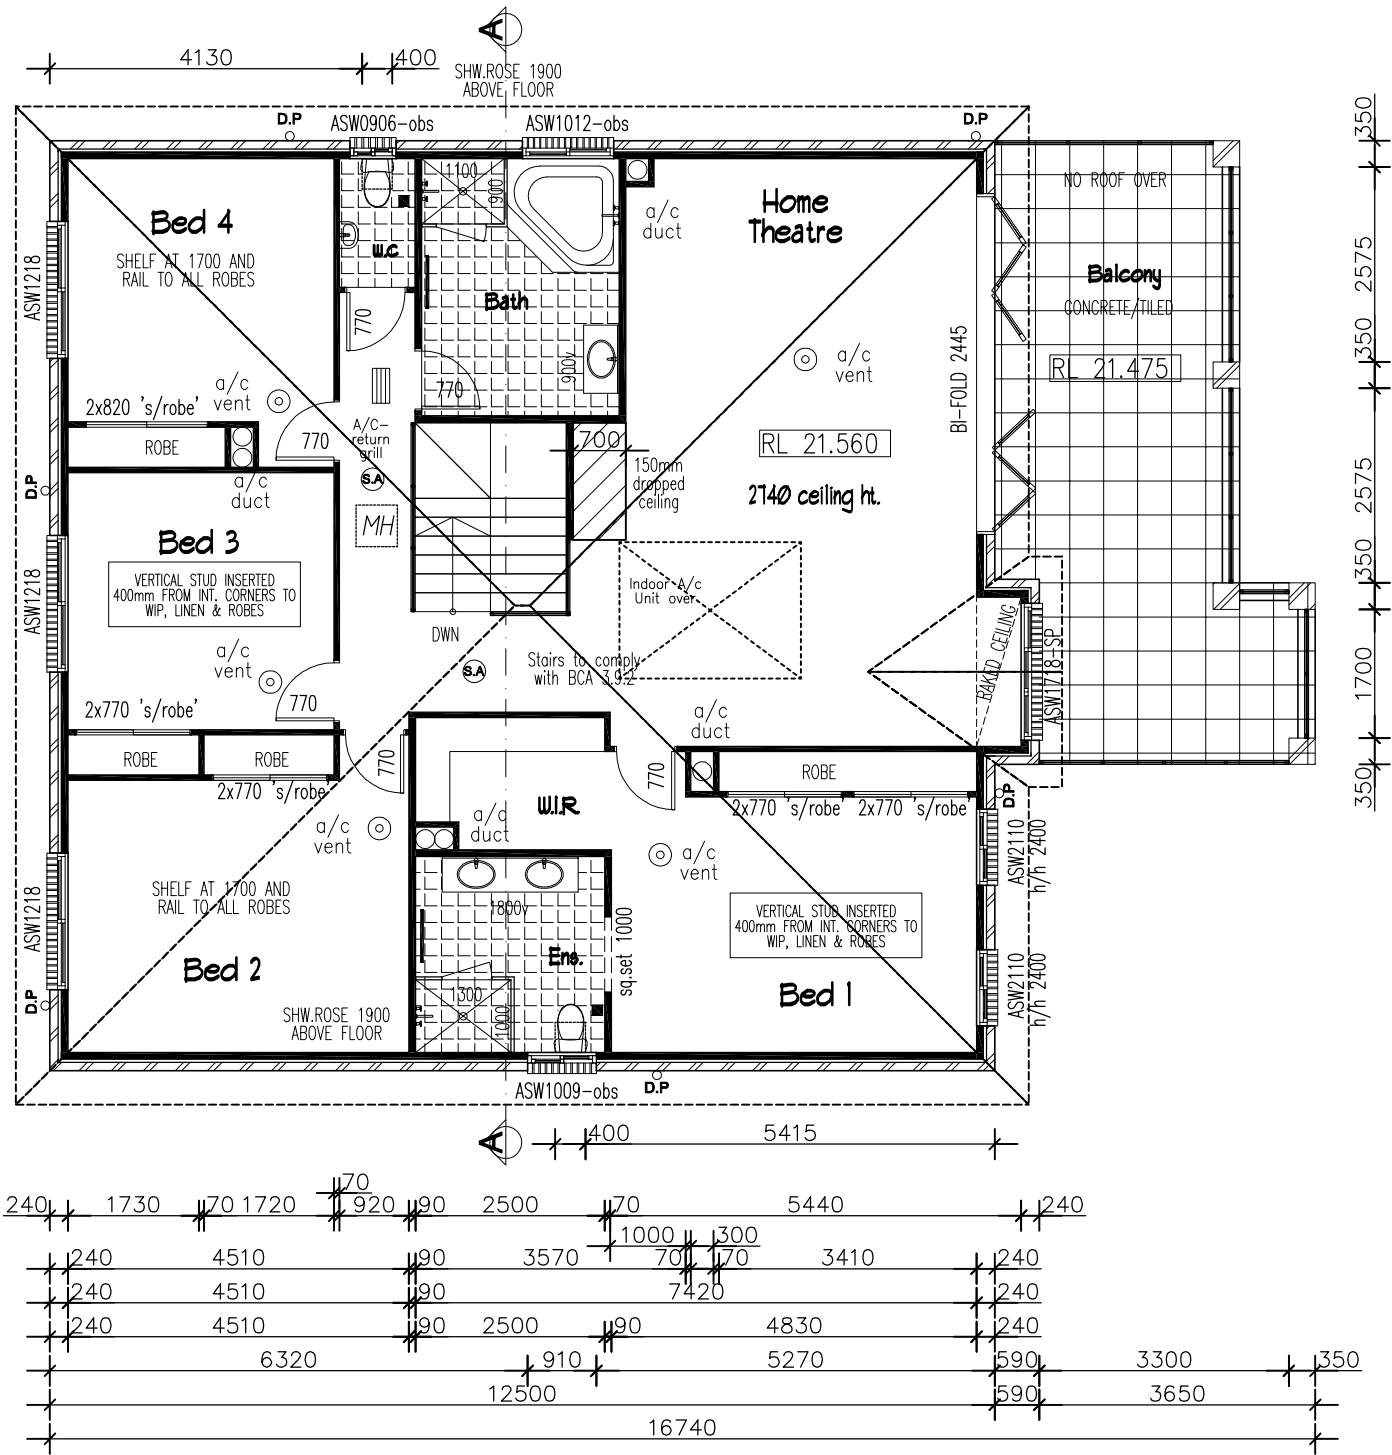 A
4130
400
SHW.ROSE 1900
ABOVE FLOOR
D.P
ASW0906-obs
ASW1012-obs
D.P
350
1100
900
NO ROOF OVER
Bed 4
Home
Theatre
a/c
duct
W.C
SHELF AT 1700 AND
RAIL TO ALL ROBES
ASW1218
Balcony
2575
Bath
CONCRETE/TILED
770
BI-FOLD 2445
350
900v
a/c
vent
RL 21.475
a/c
vent
770
2x820 's/robe'
770
A/C-
return
grill
ROBE
700
RL 21.560
150mm
dropped
ceiling
D.P
a/c
duct
S.A
2575
2740 ceiling ht.
MH
Bed 3
VERTICAL STUD INSERTED
400mm FROM INT. CORNERS TO
WIP, LINEN & ROBES
ASW1218
Indoor A/c
Unit over
350
DWN
RAKED CEILING
a/c
vent
S.A
Stairs to comply
with BCA 3.9.2
ASW1718-SP
1700
770
2x770 's/robe'
a/c
duct
ROBE
ROBE
770
770
ROBE
2x770 's/robe'
2x770 's/robe'
2x770 's/robe'
D.P
350
W.I.R
a/c
vent
a/c
duct
a/c
vent
ASW2110
h/h 2400
SHELF AT 1700 AND
RAIL TO ALL ROBES
ASW1218
1800v
VERTICAL STUD INSERTED
400mm FROM INT. CORNERS TO
WIP, LINEN & ROBES
Ens.
sq.set 1000
Bed 2
Bed 1
ASW2110
h/h 2400
D.P
1300
1000
SHW.ROSE 1900
ABOVE FLOOR
ASW1009-obs
D.P
A
400
5415
70
240
1730
70
1720
920
90
2500
70
5440
240
1000
300
240
4510
90
3570
70
70
3410
240
240
4510
90
7420
240
240
4510
90
2500
90
4830
240
6320
910
5270
590
3300
350
12500
590
3650
16740